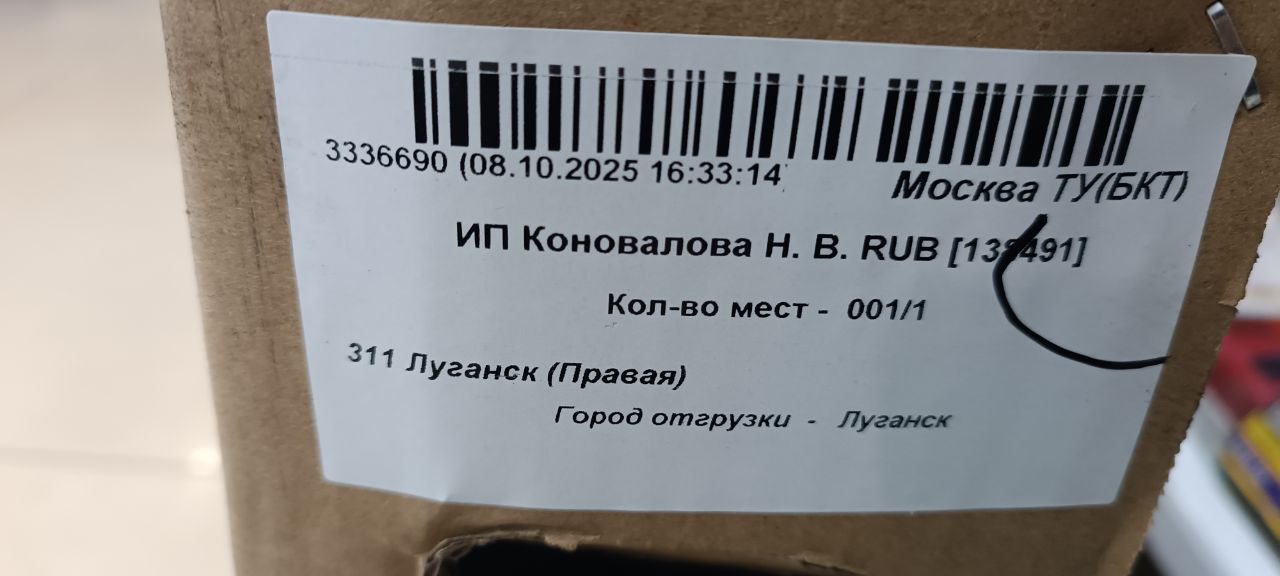 3336690 (08.10.2025 16:33:14
Москва ТУ(БКТ)
ИП Коновалова Н. В. RUB
Кол-во мест - 001/1
311 Луганск (Правая)
Город отгрузки - Луганск